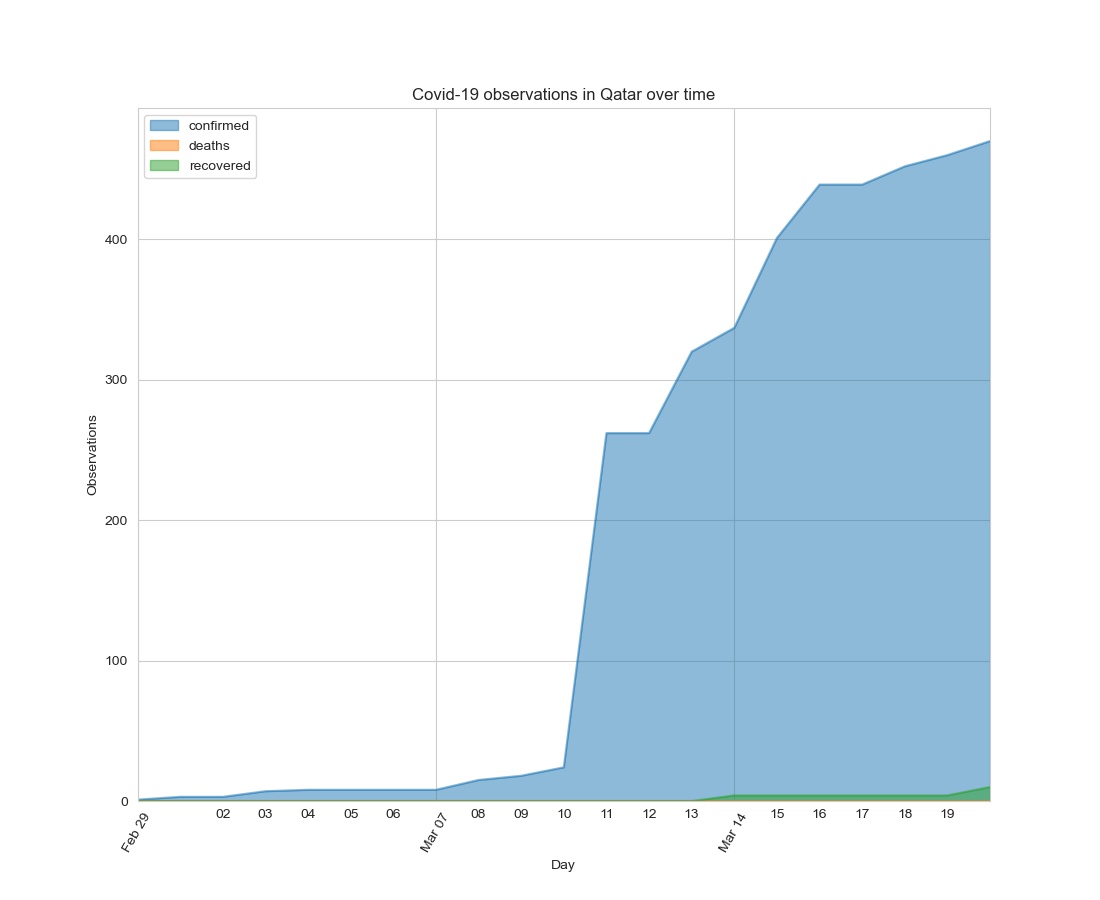 Covid-19 observations in Qatar over time
confirmed
deaths
recovered
400
300
200
100
0
Observations
Feb 29 02 03 04 05 06 Mar 07 08 09 10 11 12 13 Mar 14 15 16 17 18 19
Day